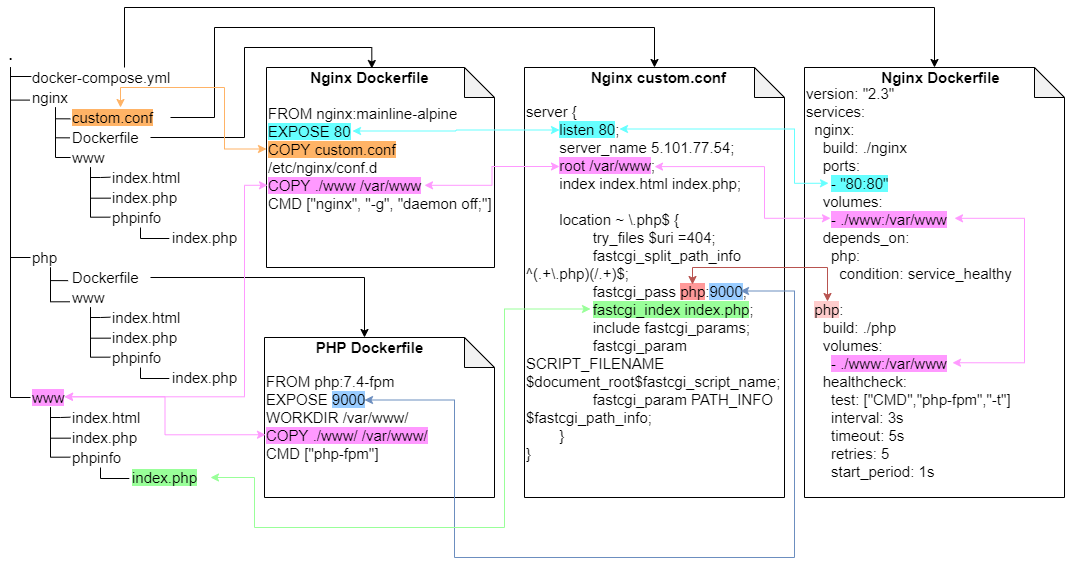 .
docker-compose.yml
nginx
custom.conf
Dockerfile
www
index.html
index.php
phpinfo
index.php
php
Dockerfile
www
index.html
index.php
phpinfo
index.php
www
index.html
index.php
phpinfo
index.php
Nginx Dockerfile
FROM nginx:mainline-alpine
EXPOSE 80
COPY custom.conf
/etc/nginx/conf.d
COPY ./www /var/www
CMD ["nginx", "-g", "daemon off;"]
PHP Dockerfile
FROM php:7.4-fpm
EXPOSE 9000
WORKDIR /var/www/
COPY ./www/ /var/www/
CMD ["php-fpm"]
Nginx custom.conf
server {
listen 80;
server_name 5.101.77.54;
root /var/www;
index index.html index.php;
location ~ \.php$ {
try_files $uri =404;
fastcgi_split_path_info
^(.+\.php)(/.+)$;
fastcgi_pass php:9000;
fastcgi_index index.php;
include fastcgi_params;
fastcgi_param
SCRIPT_FILENAME
$document_root$fastcgi_script_name;
fastcgi_param PATH_INFO
$fastcgi_path_info;
}
}
Nginx Dockerfile
version: "2.3"
services:
nginx:
build: ./nginx
ports:
- "80:80"
volumes:
- ./www:/var/www
depends_on:
php:
condition: service_healthy
php:
build: ./php
volumes:
- ./www:/var/www
healthcheck:
test: ["CMD","php-fpm","-t"]
interval: 3s
timeout: 5s
retries: 5
start_period: 1s